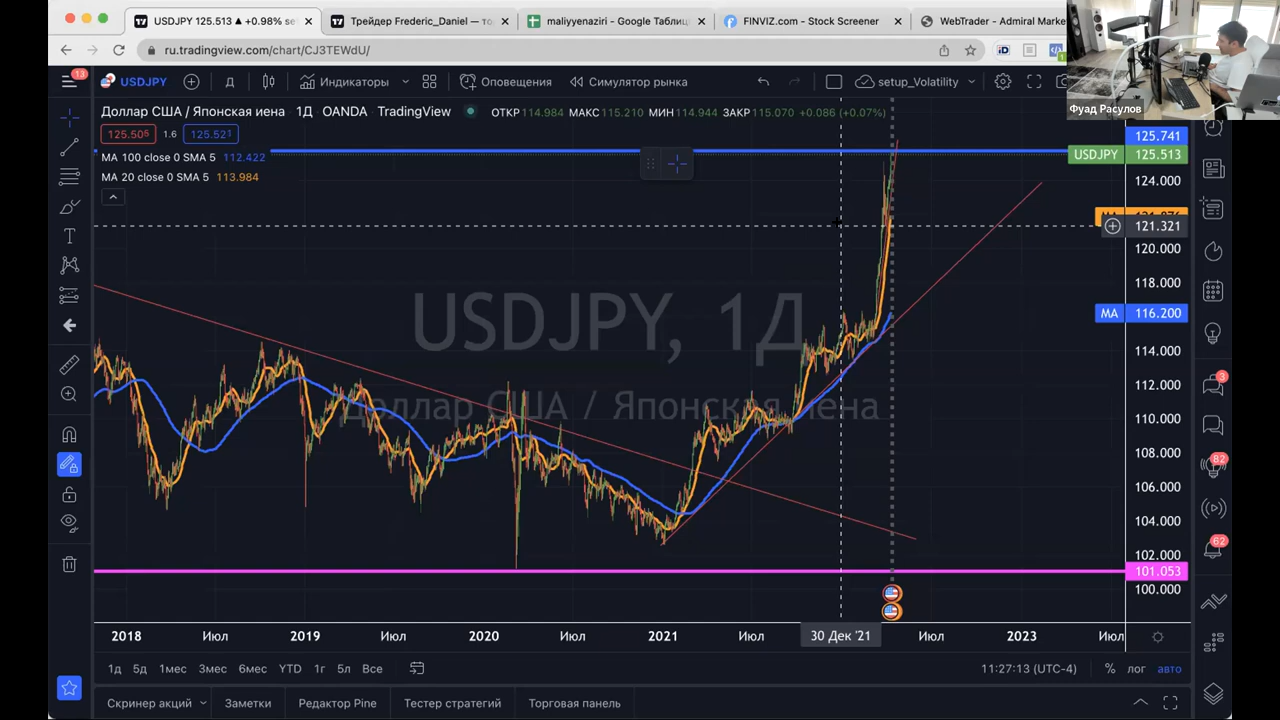 USDJPY 125.513 ▲ +0.98% se
Трейдер Frederic_Daniel — то
maliyyenaziri - Google Таблиц
FINVIZ.com - Stock Screener
WebTrader - Admiral Marke
ru.tradingview.com/chart/CJ3TEWdU/
Фуад Расулов
13
USDJPY
Д
Индикаторы
Оповещения
Симулятор рынка
setup_Volatility
Доллар США / Японская иена 1Д OANDA TradingView
ОТКР 114.984 МАКС 115.210 МИН 114.944 ЗАКР 115.070 +0.086 (+0.07%)
125.505 1.6 125.521
MA 100 close 0 SMA 5 112.422
MA 20 close 0 SMA 5 113.984
USDJPY, 1Д
Доллар США / Японская иена
125.741
USDJPY 125.513
124.000
121.321
120.000
118.000
MA 116.200
114.000
112.000
110.000
108.000
106.000
104.000
102.000
101.053
100.000
3
82
62
2018 Июл 2019 Июл 2020 Июл 2021 Июл 30 Дек '21 Июл 2023 Июл
1д 5д 1мес 3мес 6мес YTD 1г 5л Все
11:27:13 (UTC-4) % лог авто
Скринер акций Заметки Редактор Pine Тестер стратегий Торговая панель